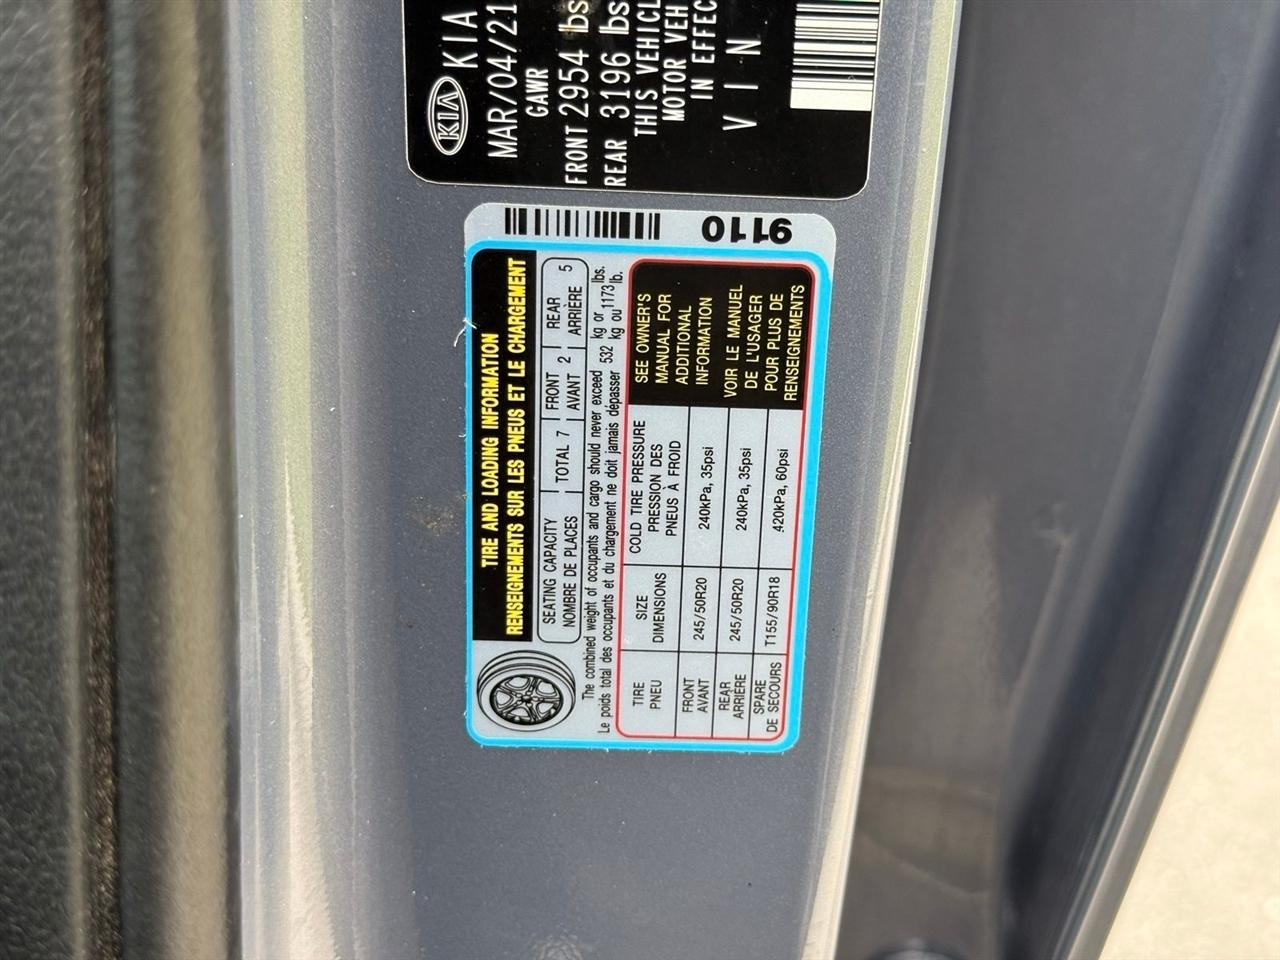 KIA KIA
MAR/04/21
GAWR
FRONT 2954 lbs
REAR 3196 lbs
THIS VEHICL
MOTOR VEH
IN EFFEC
VIN
9110
TIRE AND LOADING INFORMATION
RENSEIGNEMENTS SUR LES PNEUS ET LE CHARGEMENT
SEATING CAPACITY
NOMBRE DE PLACES
TOTAL 7
FRONT
AVANT 2
REAR
ARRIÈRE 5
The combined weight of occupants and cargo should never exceed 532 kg or 1173 lbs.
Le poids total des occupants et du chargement ne doit jamais dépasser 532 kg ou 1173 lb.
TIRE
PNEU
SIZE
DIMENSIONS
COLD TIRE PRESSURE
PRESSION DES
PNEUS À FROID
FRONT
AVANT
245/50R20
240kPa, 35psi
REAR
ARRIÈRE
245/50R20
240kPa, 35psi
SPARE
DE SECOURS
T155/90R18
420kPa, 60psi
SEE OWNER'S
MANUAL FOR
ADDITIONAL
INFORMATION
VOIR LE MANUEL
DE L'USAGER
POUR PLUS DE
RENSEIGNEMENTS